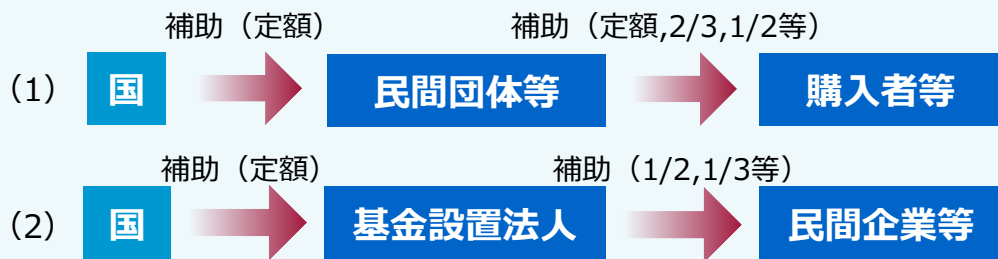 補助（定額） 補助（定額,2/3,1/2等）
（1） 国 民間団体等 購入者等
補助（定額） 補助（1/2,1/3等）
（2） 国 基金設置法人 民間企業等